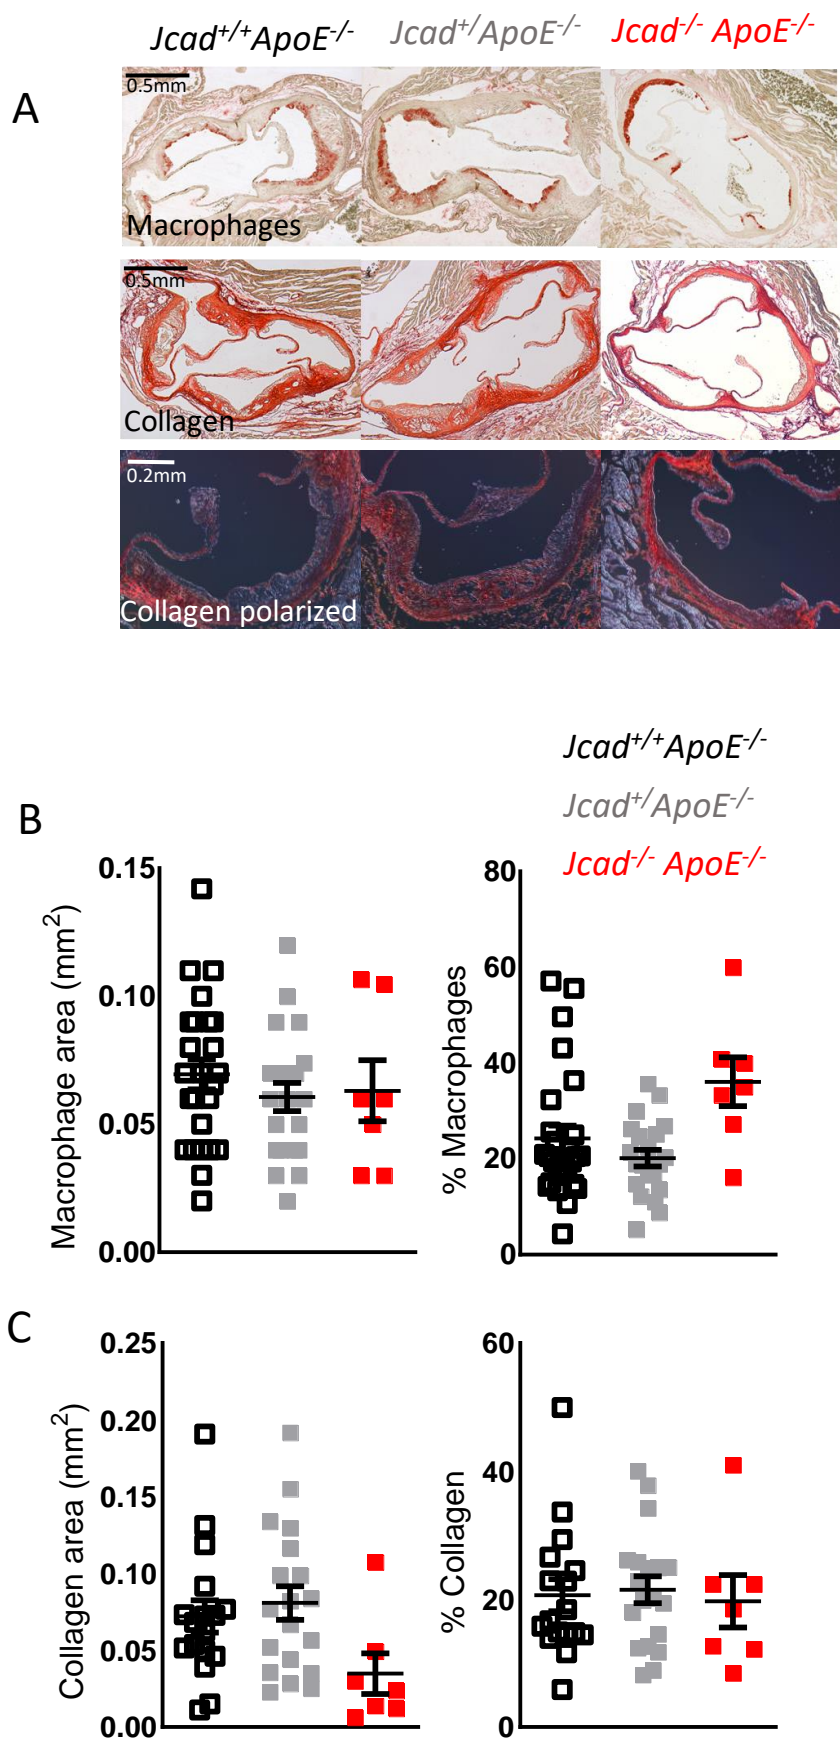 Jcad+/+ApoE-/- Jcad+/ApoE-/- Jcad-/- ApoE-/-
A
0.5mm
Macrophages
0.5mm
Collagen
0.2mm
Collagen polarized
Jcad+/+ApoE-/-
Jcad+/ApoE-/-
Jcad-/- ApoE-/-
B
Macrophage area (mm²)
0.15
0.10
0.05
0.00
% Macrophages
80
60
40
20
0
C
Collagen area (mm²)
0.25
0.20
0.15
0.10
0.05
0.00
% Collagen
60
40
20
0